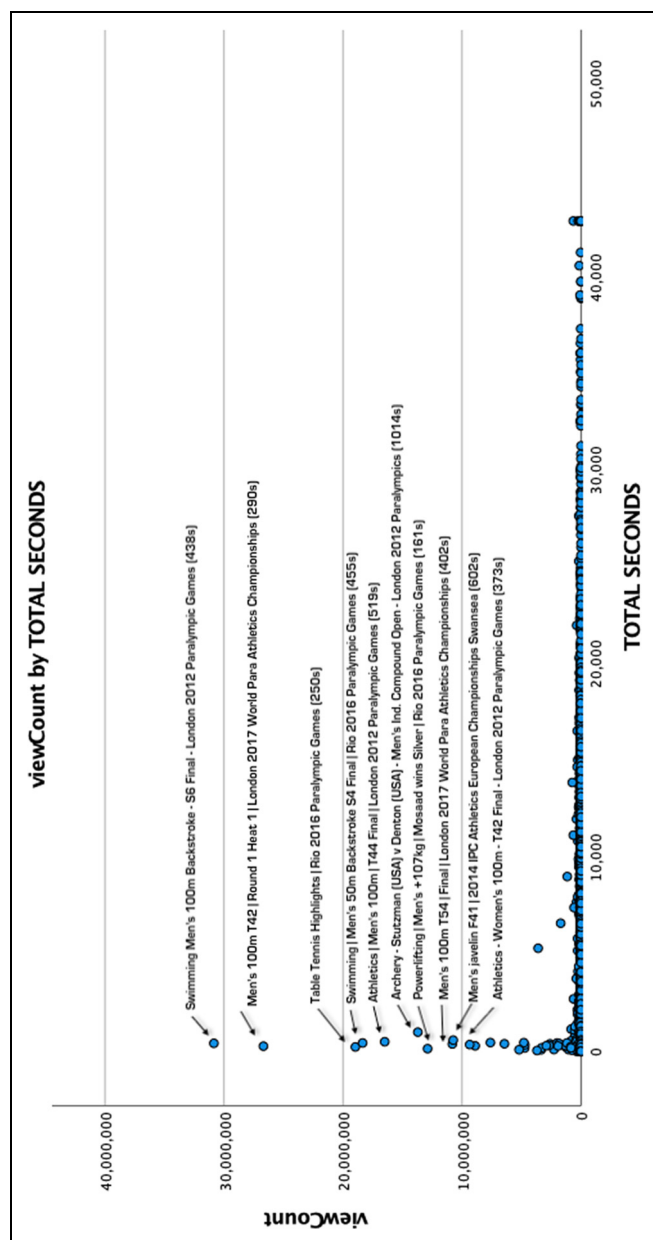 viewCount by TOTAL SECONDS
viewCount
40,000,000
30,000,000
20,000,000
10,000,000
0
Swimming Men's 100m Backstroke - S6 Final - London 2012 Paralympic Games (438s)
Men's 100m T42 | Round 1 Heat 1 | London 2017 World Para Athletics Championships (290s)
Table Tennis Highlights | Rio 2016 Paralympic Games (250s)
Swimming | Men's 50m Backstroke S4 Final | Rio 2016 Paralympic Games (455s)
Athletics | Men's 100m | T44 Final | London 2012 Paralympic Games (519s)
Archery - Stutzman (USA) v Denton (USA) - Men's Ind. Compound Open - London 2012 Paralympics (1014s)
Powerlifting | Men's +107kg | Mosaad wins Silver | Rio 2016 Paralympic Games (161s)
Men's 100m T54 | Final | London 2017 World Para Athletics Championships (402s)
Men's javelin F41 | 2014 IPC Athletics European Championships Swansea (602s)
Athletics - Women's 100m - T42 Final - London 2012 Paralympic Games (373s)
0
10,000
20,000
30,000
40,000
50,000
TOTAL SECONDS